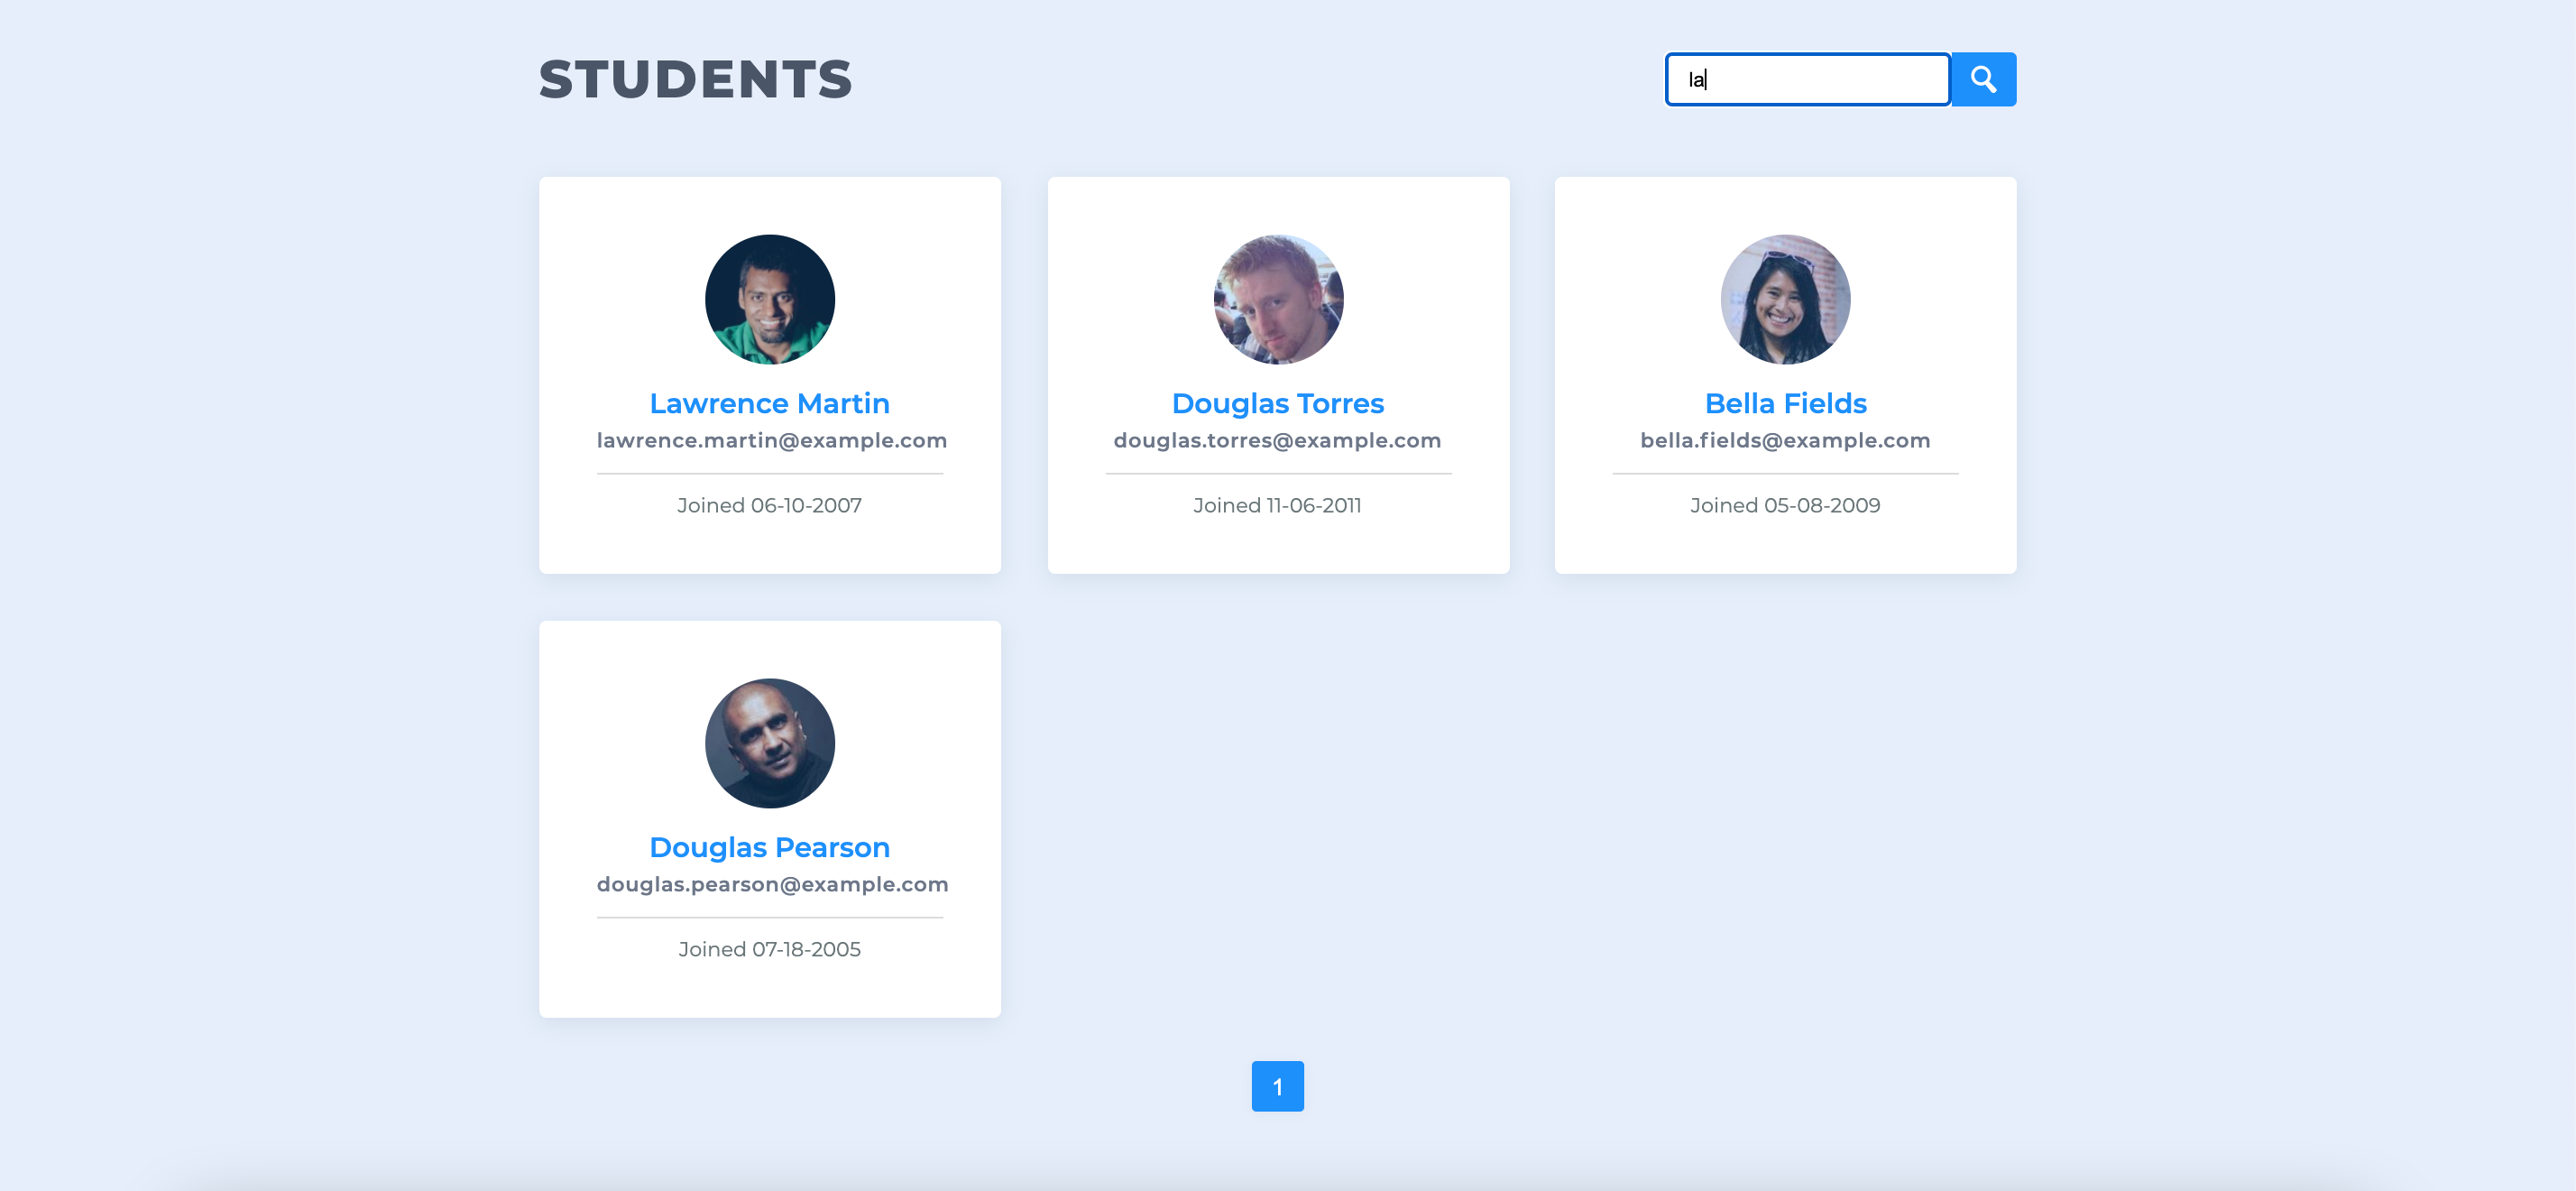 STUDENTS
la
Lawrence Martin
lawrence.martin@example.com
Joined 06-10-2007
Douglas Torres
douglas.torres@example.com
Joined 11-06-2011
Bella Fields
bella.fields@example.com
Joined 05-08-2009
Douglas Pearson
douglas.pearson@example.com
Joined 07-18-2005
1